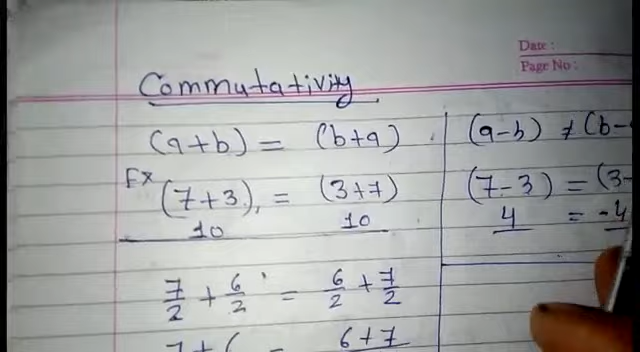 Date :
Page No :
Commutativity
(a+b) = (b+a)
Ex (7+3) = (3+7)
10 10
7/2 + 6/2 = 6/2 + 7/2
= 6+7
(a-b) ≠ (b-
(7-3) = (3-
4 = -4